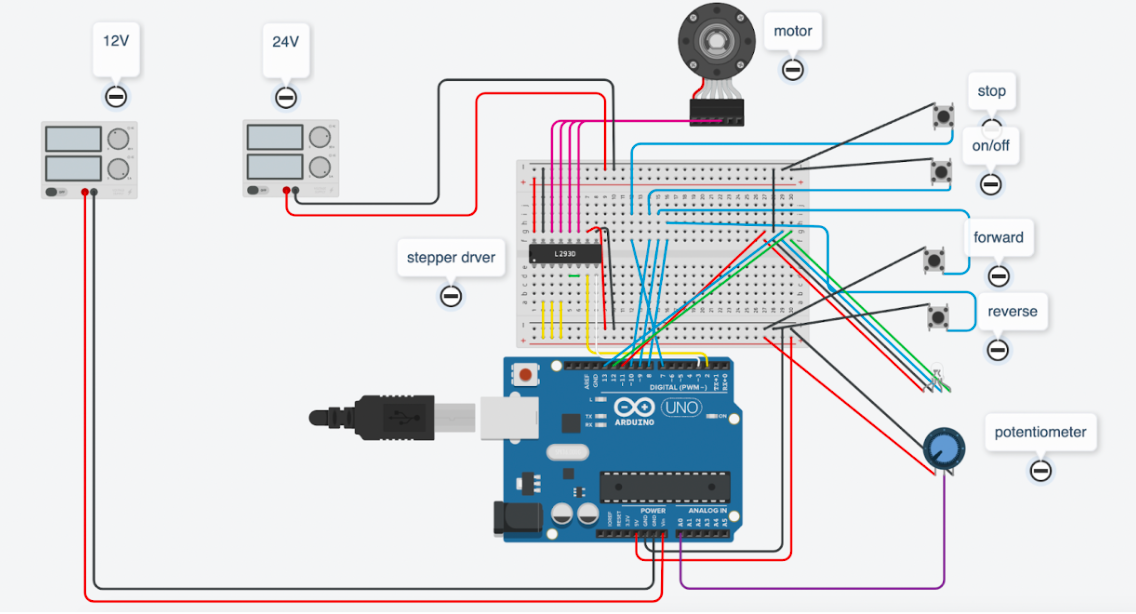 12V
24V
motor
stop
on/off
forward
stepper drver
L293D
reverse
AREF
GND
13
12
~11
~10
~9
8
7
~6
~5
4
~3
2
TX→1
RX←0
DIGITAL (PWM~)
L
TX
RX
UNO
ON
ARDUINO
potentiometer
POWER
ANALOG IN
IOREF
RESET
3.3V
5V
GND
GND
Vin
A0
A1
A2
A3
A4
A5